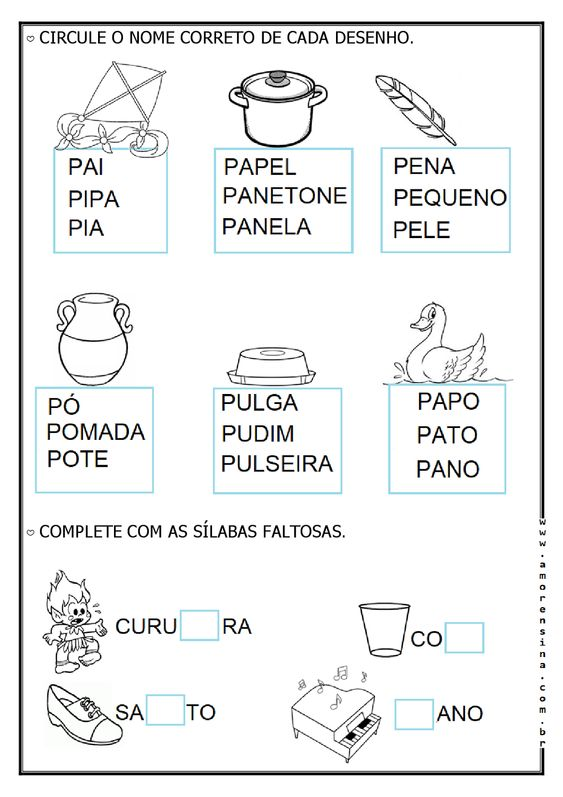 CIRCULE O NOME CORRETO DE CADA DESENHO.
PAI
PIPA
PIA
PAPEL
PANETONE
PANELA
PENA
PEQUENO
PELE
PÓ
POMADA
POTE
PULGA
PUDIM
PULSEIRA
PAPO
PATO
PANO
COMPLETE COM AS SÍLABAS FALTOSAS.
CURU RA
CO
SA TO
ANO
www.amorensina.com.br